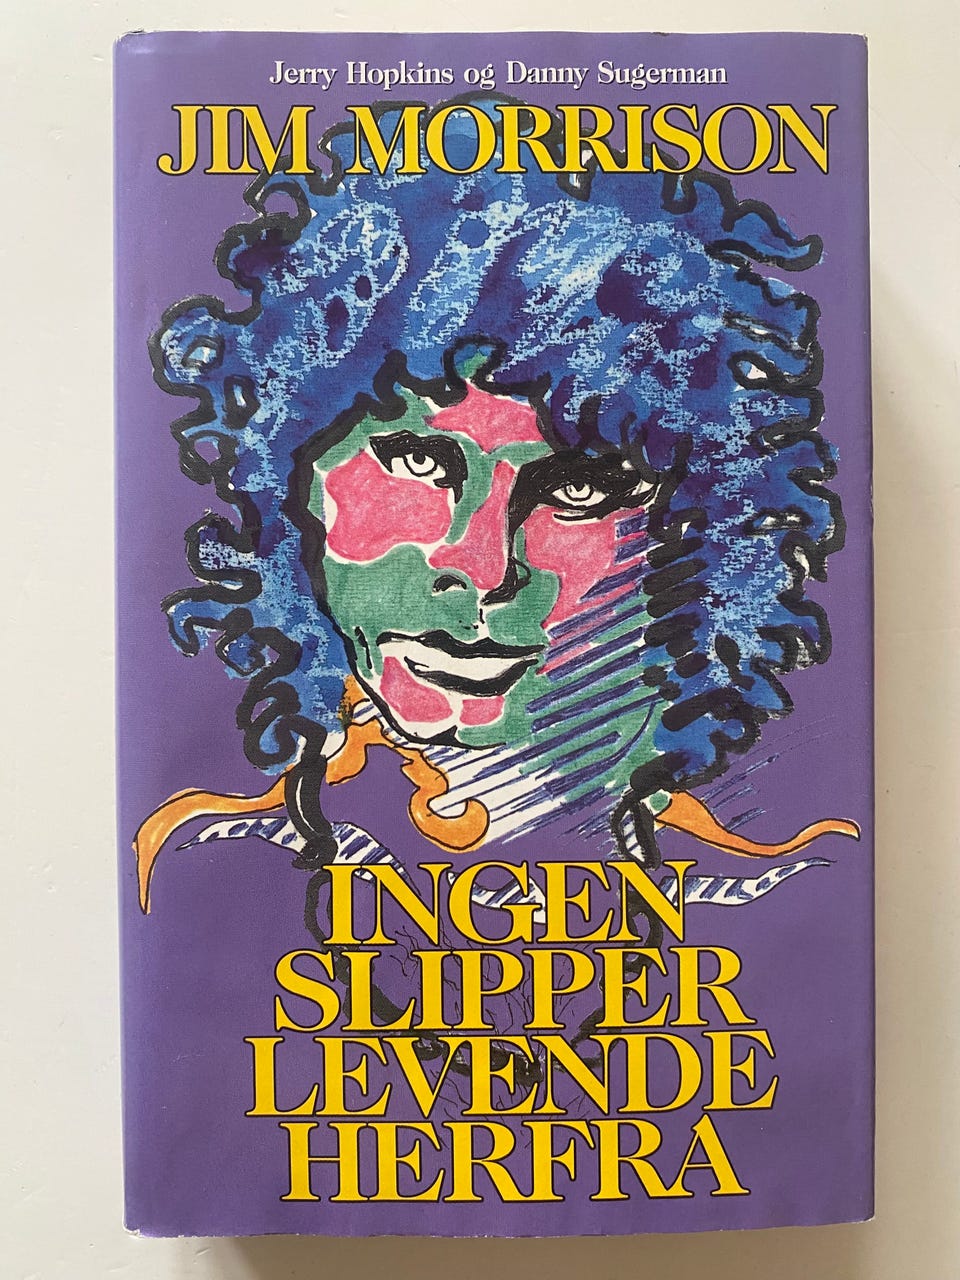 Jerry Hopkins og Danny Sugerman
JIM MORRISON
INGEN
SLIPPER
LEVENDE
HERFRA